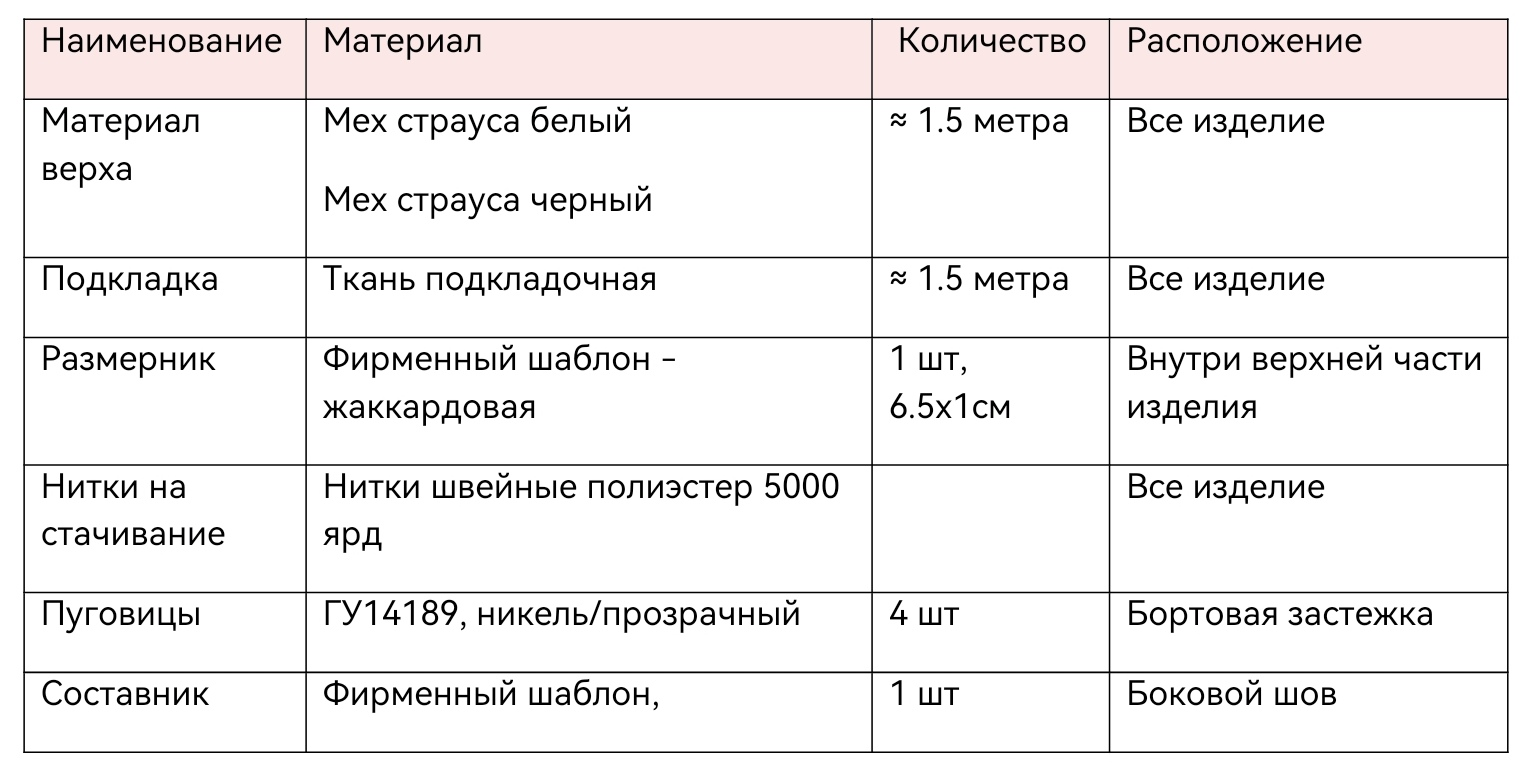 Наименование Материал Количество Расположение
Материал Мех страуса белый ≈ 1.5 метра Все изделие
верха
Мех страуса черный
Подкладка Ткань подкладочная ≈ 1.5 метра Все изделие
Размерник Фирменный шаблон – 1 шт, Внутри верхней части
жаккардовая 6.5х1см изделия
Нитки на Нитки швейные полиэстер 5000 Все изделие
стачивание ярд
Пуговицы ГУ14189, никель/прозрачный 4 шт Бортовая застежка
Составник Фирменный шаблон, 1 шт Боковой шов